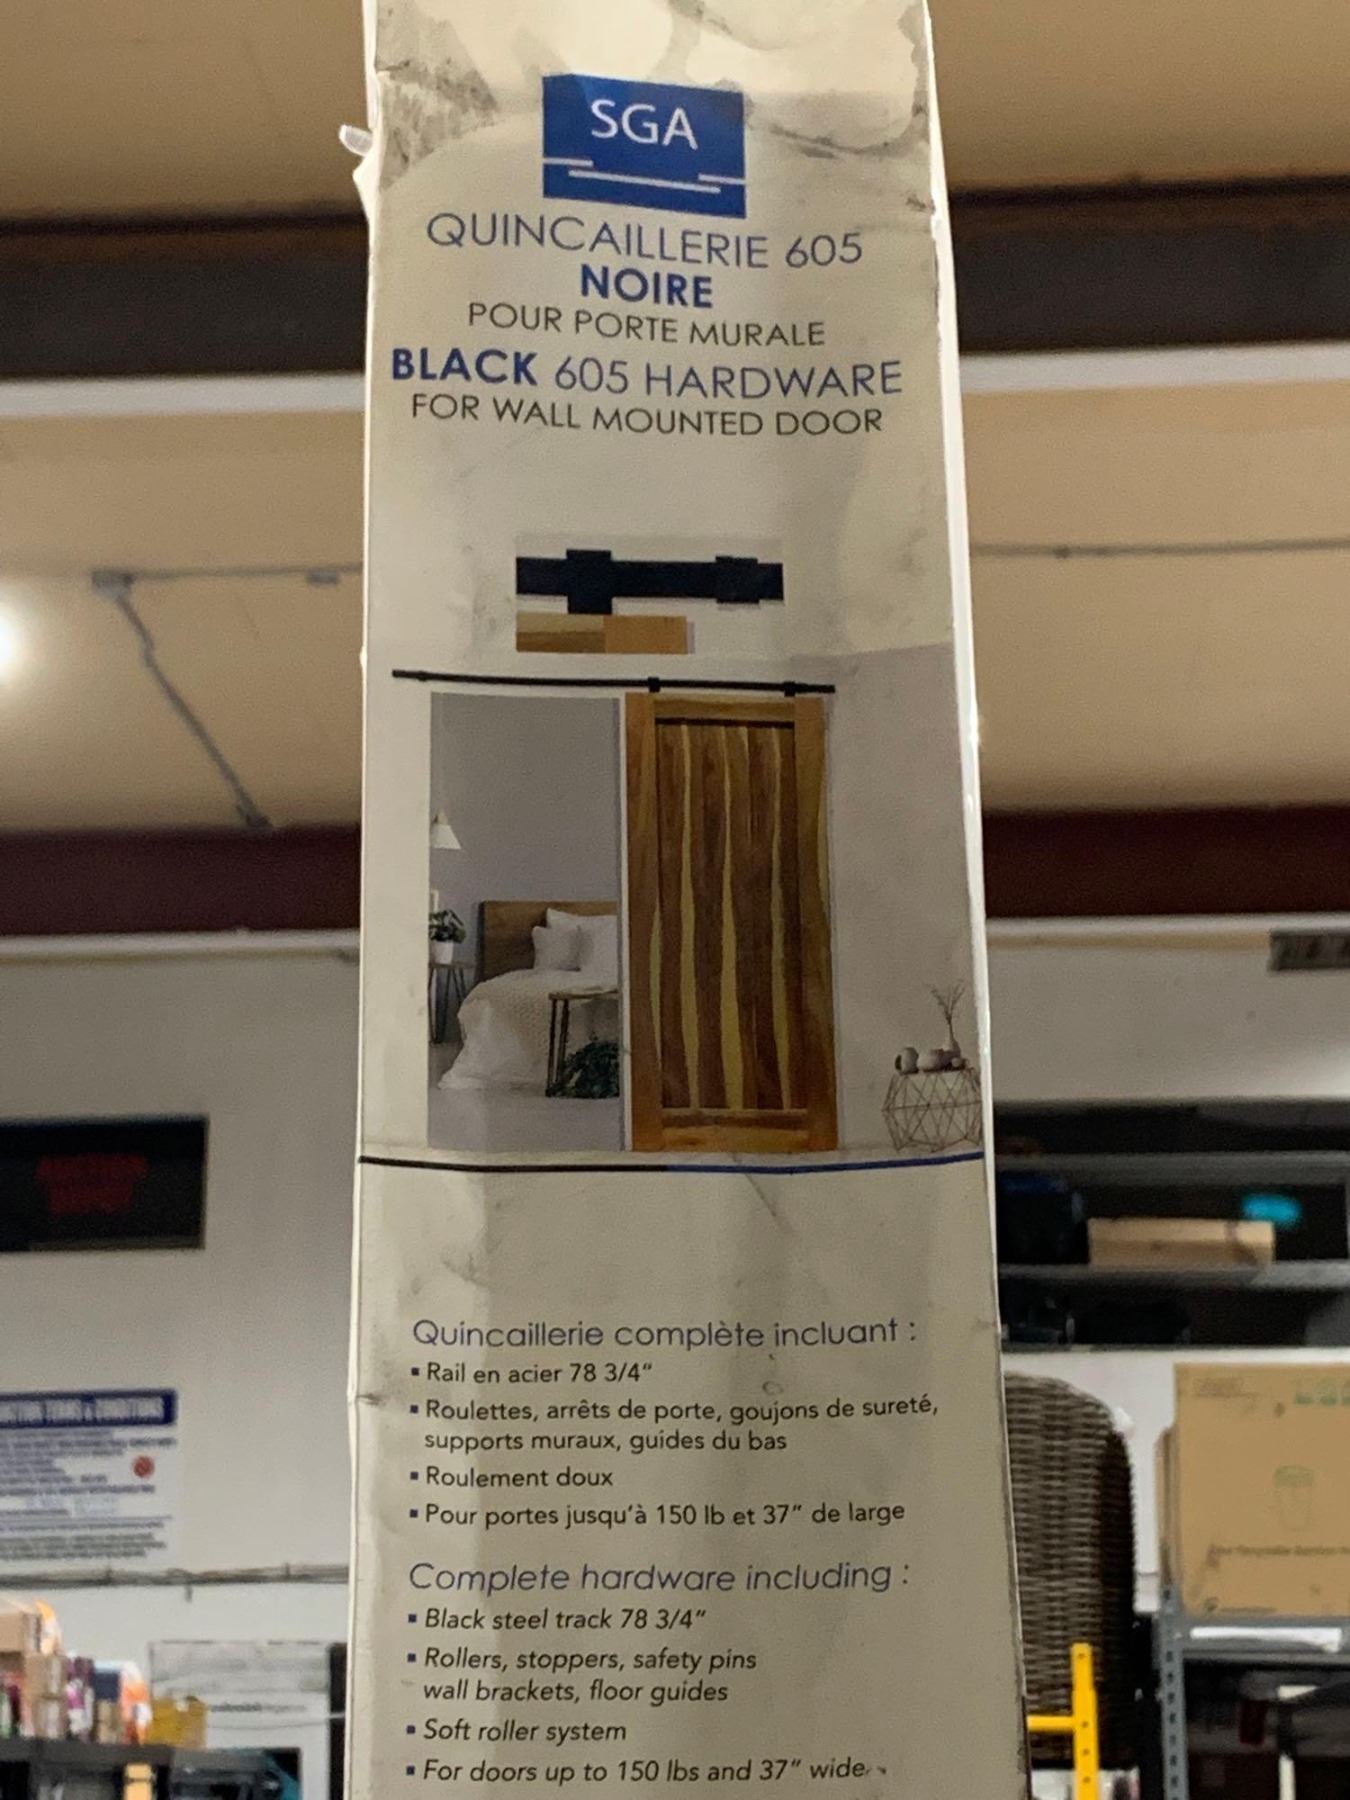 SGA
QUINCAILLERIE 605
NOIRE
POUR PORTE MURALE
BLACK 605 HARDWARE
FOR WALL MOUNTED DOOR
Quincaillerie complète incluant :
▪ Rail en acier 78 3/4"
▪ Roulettes, arrêts de porte, goujons de sureté,
supports muraux, guides du bas
▪ Roulement doux
▪ Pour portes jusqu'à 150 lb et 37" de large
Complete hardware including :
▪ Black steel track 78 3/4"
▪ Rollers, stoppers, safety pins
wall brackets, floor guides
▪ Soft roller system
▪ For doors up to 150 lbs and 37" wide